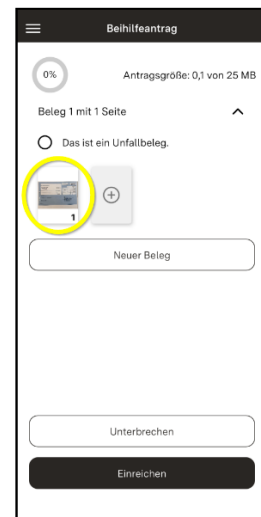 Beihilfeantrag
0%
Antragsgröße: 0,1 von 25 MB
Beleg 1 mit 1 Seite
Das ist ein Unfallbeleg.
1
Neuer Beleg
Unterbrechen
Einreichen